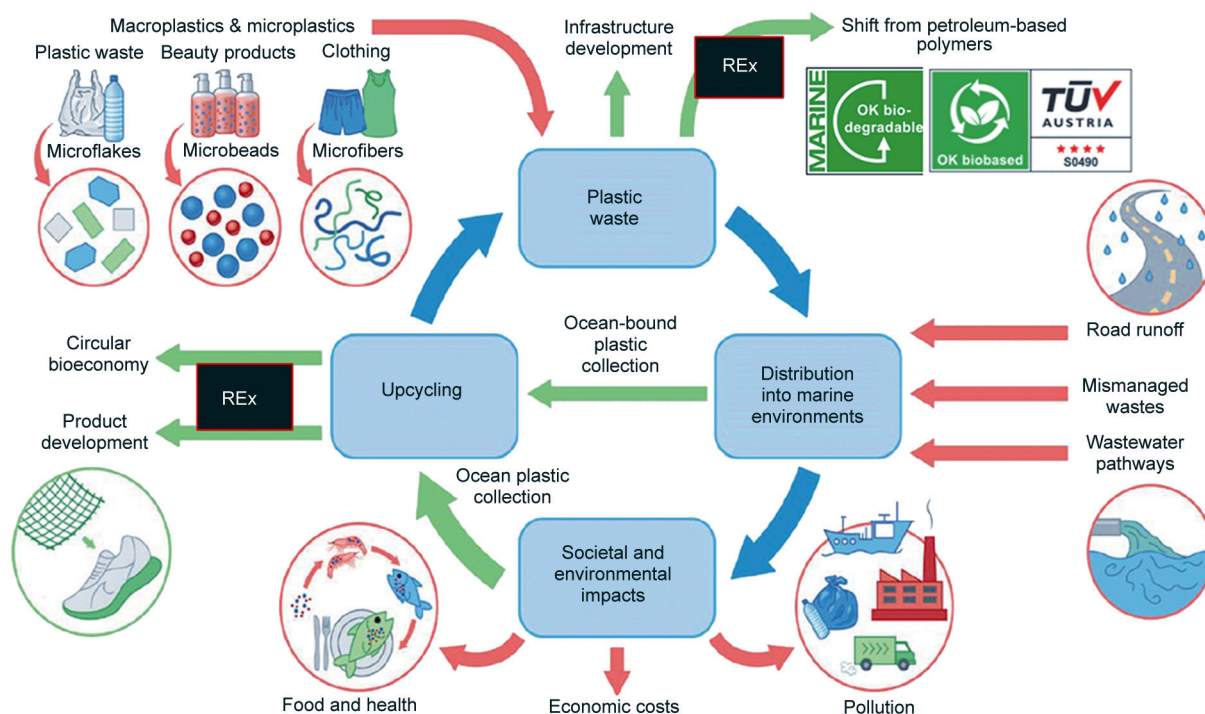 Macroplastics & microplastics
Plastic waste
Beauty products
Clothing
Microflakes
Microbeads
Microfibers
Infrastructure
development
REx
Shift from petroleum-based
polymers
MARINE
OK bio-
degradable
OK biobased
TÜV
AUSTRIA
S0490
Plastic
waste
Road runoff
Mismanaged
wastes
Wastewater
pathways
Distribution
into marine
environments
Ocean-bound
plastic
collection
Upcycling
Circular
bioeconomy
REx
Product
development
Ocean plastic
collection
Societal and
environmental
impacts
Food and health
Economic costs
Pollution